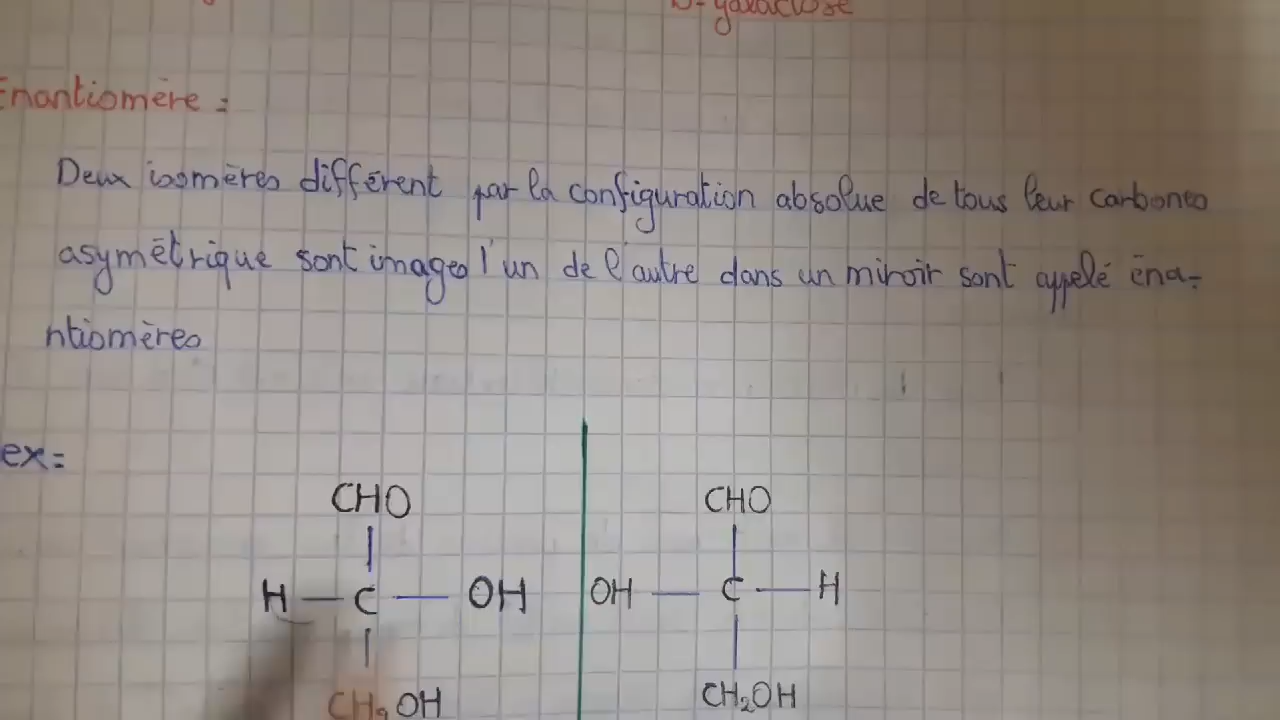 D-galactose
Enantiomère :
Deux isomères différent par la configuration absolue de tous leur carbones
asymétrique sont images l'un de l'autre dans un miroir sont appelé éna-
ntiomères
ex=
CHO CHO
H — C — OH OH — C — H
CH₂OH CH₂OH